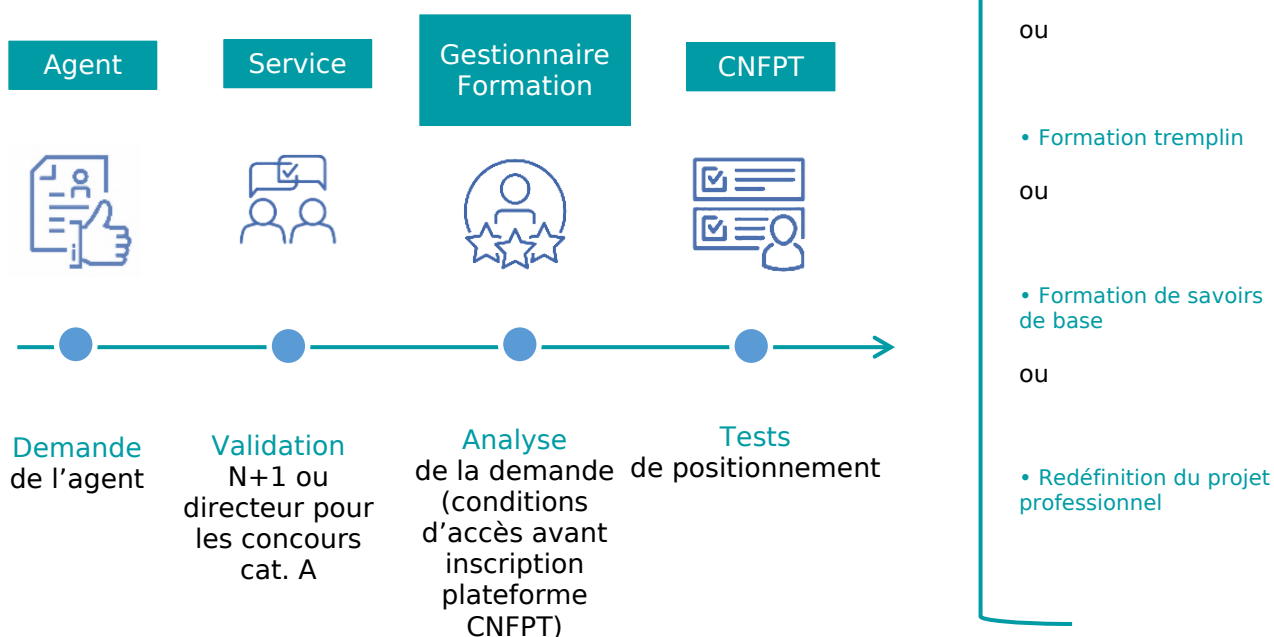 Agent
Service
Gestionnaire
Formation
CNFPT
Demande
de l’agent
Validation
N+1 ou
directeur pour
les concours
cat. A
Analyse
de la demande
(conditions
d’accès avant
inscription
plateforme
CNFPT)
Tests
de positionnement
ou
• Formation tremplin
ou
• Formation de savoirs
de base
ou
• Redéfinition du projet
professionnel